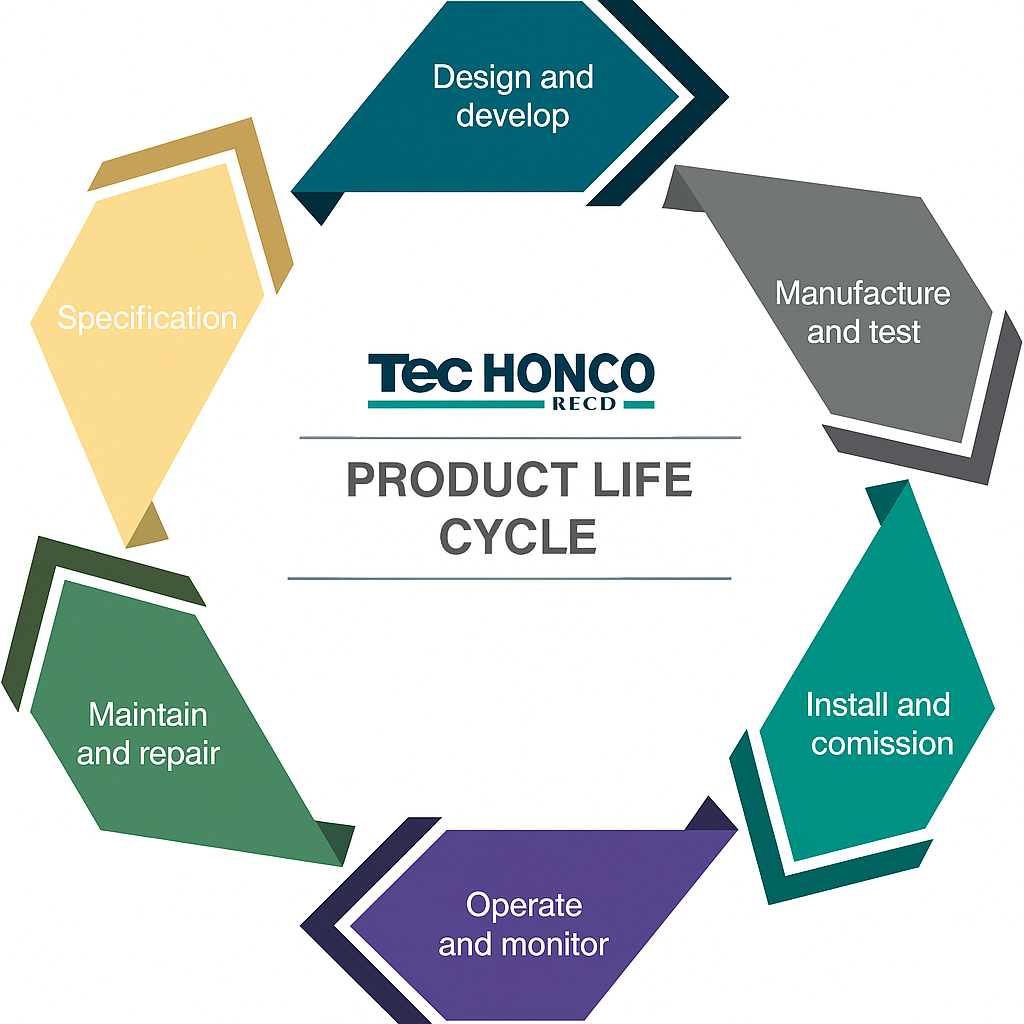 Design and
develop
Manufacture
and test
Install and
comission
Operate
and monitor
Maintain
and repair
Specification
Tec HONCO
RECD
PRODUCT LIFE
CYCLE